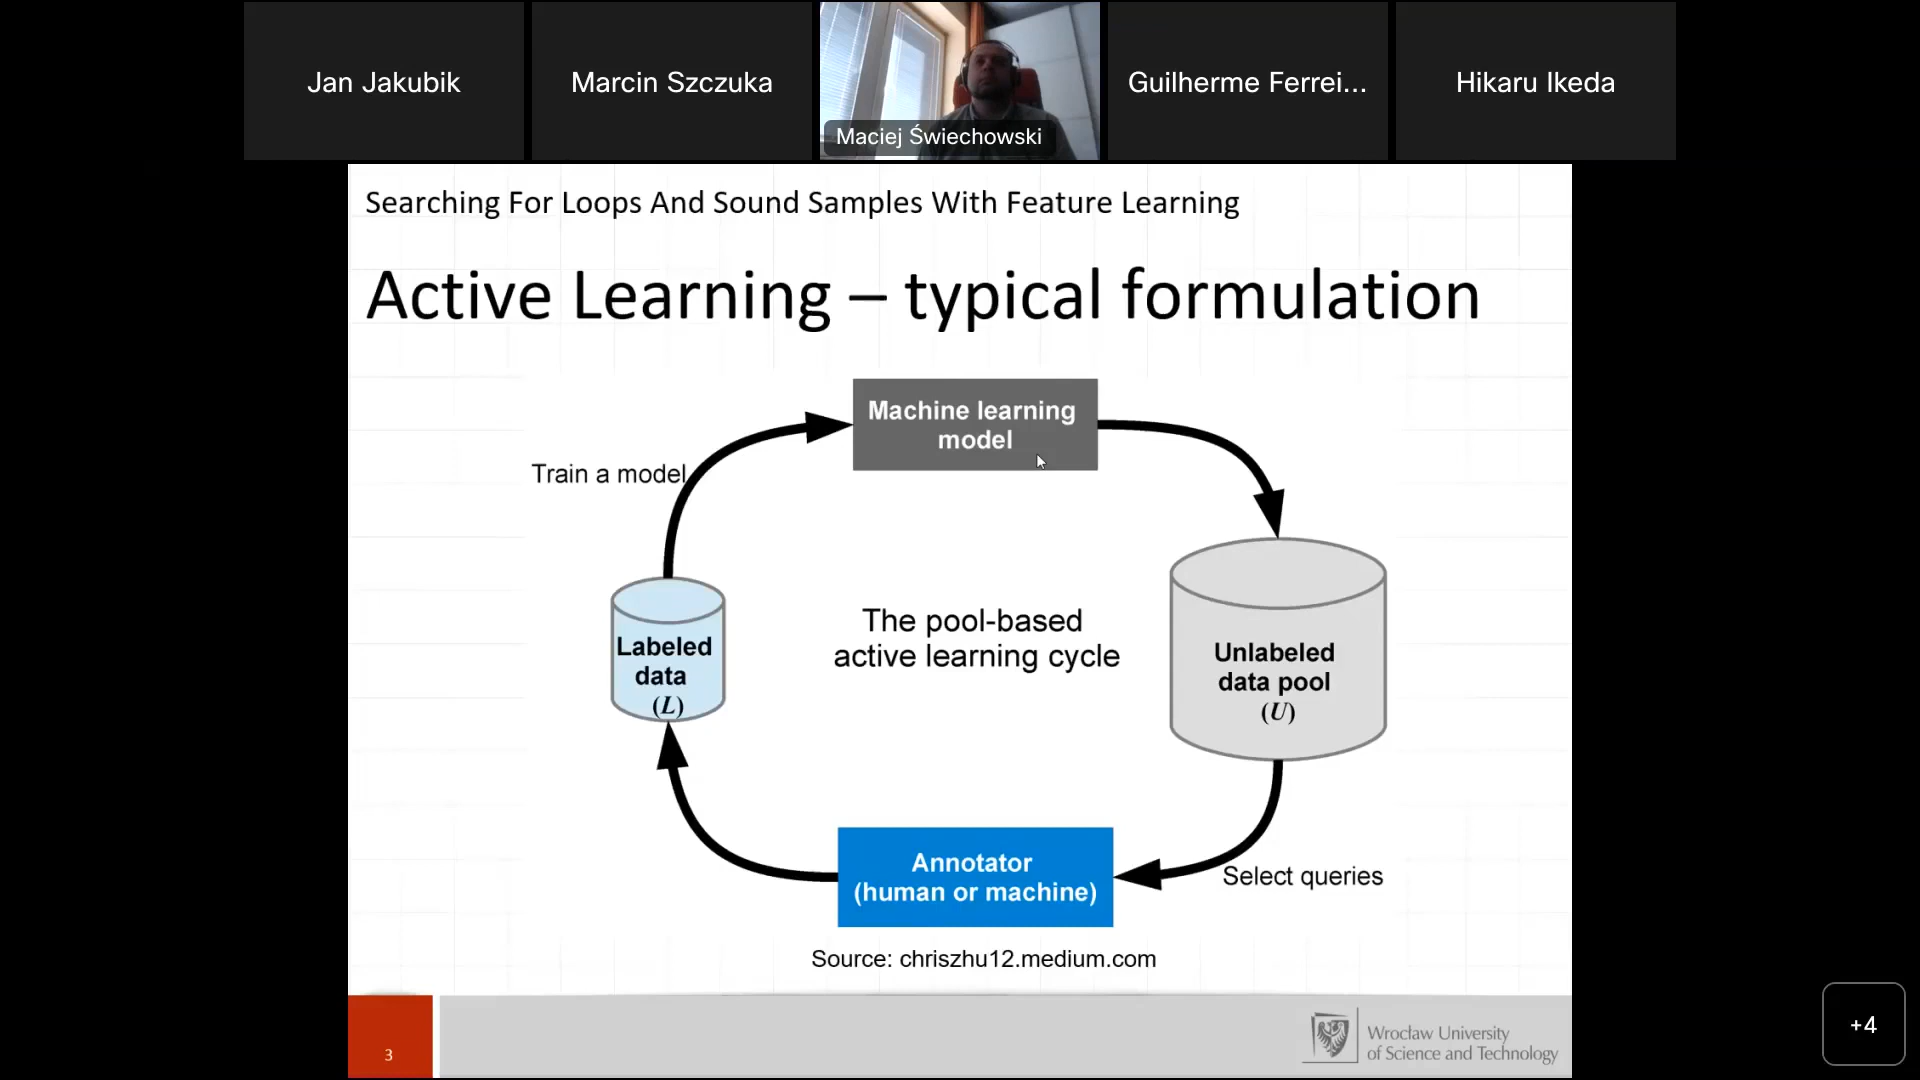 Jan Jakubik
Marcin Szczuka
Maciej Świechowski
Guilherme Ferrei...
Hikaru Ikeda
Searching For Loops And Sound Samples With Feature Learning
Active Learning – typical formulation
Machine learning
model
Train a model
Labeled
data
(L)
The pool-based
active learning cycle
Unlabeled
data pool
(U)
Annotator
(human or machine)
Select queries
Source: chriszhu12.medium.com
3
Wrocław University
of Science and Technology
+4